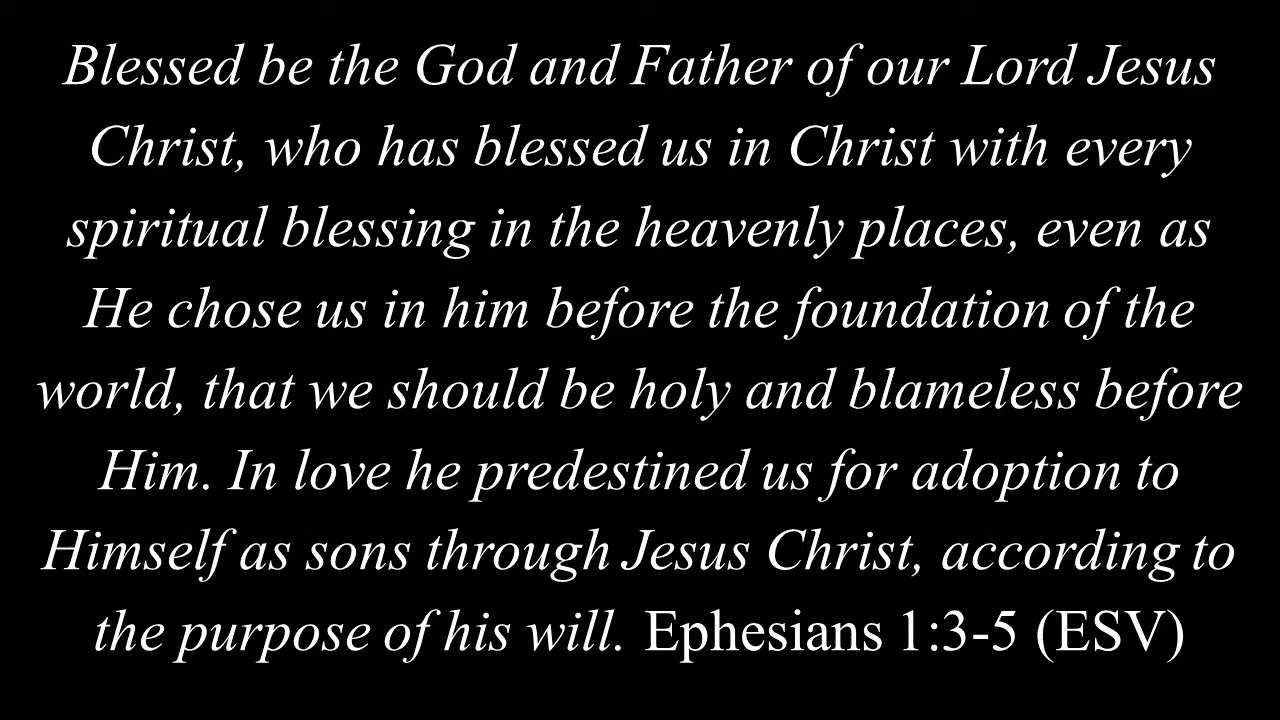 Blessed be the God and Father of our Lord Jesus
Christ, who has blessed us in Christ with every
spiritual blessing in the heavenly places, even as
He chose us in him before the foundation of the
world, that we should be holy and blameless before
Him. In love he predestined us for adoption to
Himself as sons through Jesus Christ, according to
the purpose of his will. Ephesians 1:3-5 (ESV)